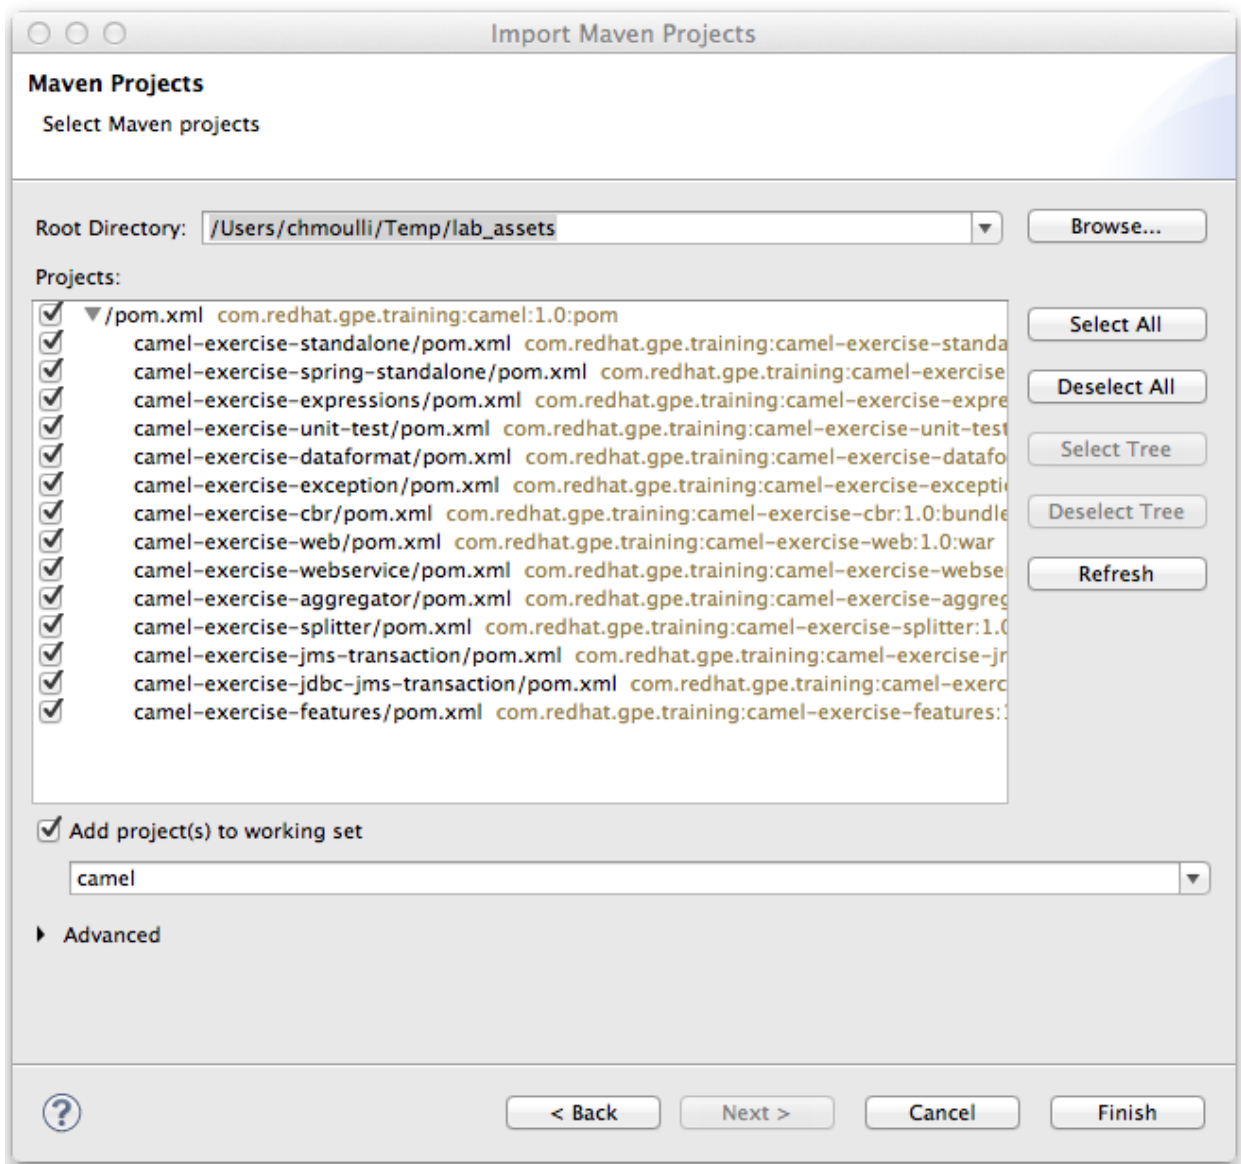 Import Maven Projects
Maven Projects
Select Maven projects
Root Directory: /Users/chmoulli/Temp/lab_assets Browse...
Projects:
/pom.xml com.redhat.gpe.training:camel:1.0:pom
camel-exercise-standalone/pom.xml com.redhat.gpe.training:camel-exercise-standa
camel-exercise-spring-standalone/pom.xml com.redhat.gpe.training:camel-exercise
camel-exercise-expressions/pom.xml com.redhat.gpe.training:camel-exercise-expre
camel-exercise-unit-test/pom.xml com.redhat.gpe.training:camel-exercise-unit-test
camel-exercise-dataformat/pom.xml com.redhat.gpe.training:camel-exercise-datafo
camel-exercise-exception/pom.xml com.redhat.gpe.training:camel-exercise-excepti
camel-exercise-cbr/pom.xml com.redhat.gpe.training:camel-exercise-cbr:1.0:bundle
camel-exercise-web/pom.xml com.redhat.gpe.training:camel-exercise-web:1.0:war
camel-exercise-webservice/pom.xml com.redhat.gpe.training:camel-exercise-webser
camel-exercise-aggregator/pom.xml com.redhat.gpe.training:camel-exercise-aggreg
camel-exercise-splitter/pom.xml com.redhat.gpe.training:camel-exercise-splitter:1.0
camel-exercise-jms-transaction/pom.xml com.redhat.gpe.training:camel-exercise-jr
camel-exercise-jdbc-jms-transaction/pom.xml com.redhat.gpe.training:camel-exerc
camel-exercise-features/pom.xml com.redhat.gpe.training:camel-exercise-features:1
Select All
Deselect All
Select Tree
Deselect Tree
Refresh
Add project(s) to working set
camel
Advanced
? < Back Next > Cancel Finish